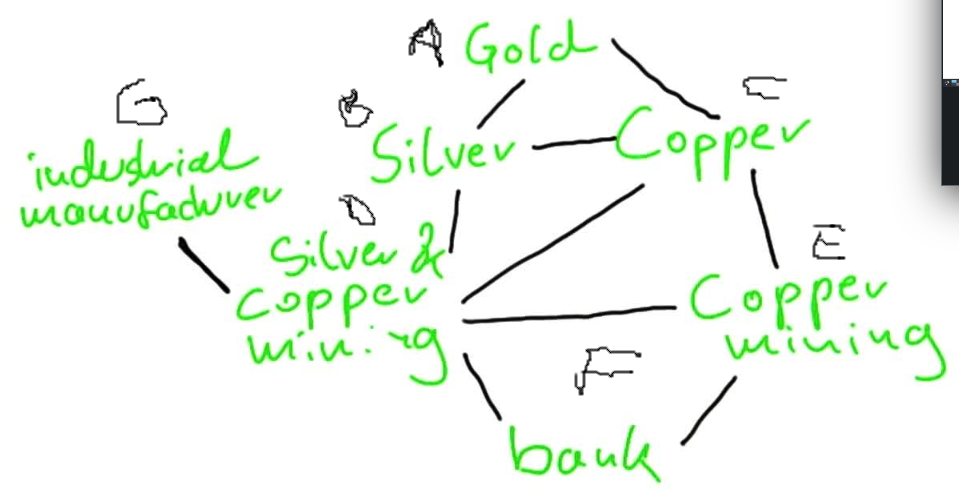 A Gold
G B C
Silver Copper
industrial
manufacturer
D
Silver &
Copper
mining
E
Copper
mining
F
bank